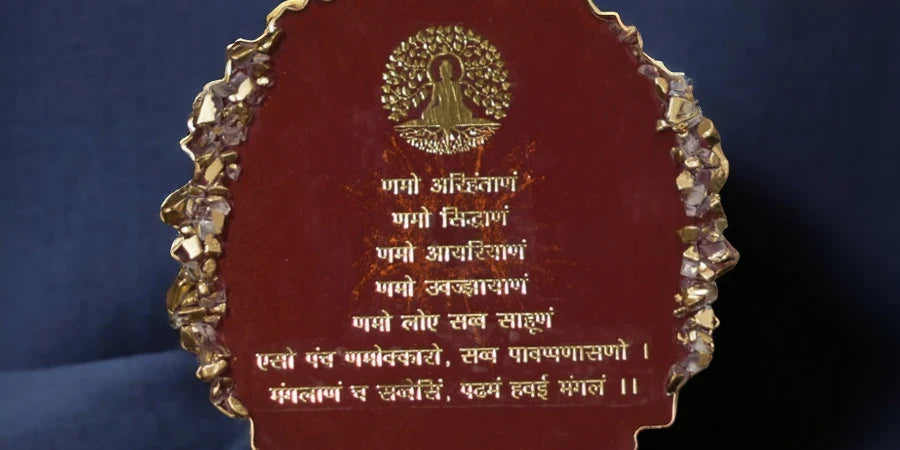 णमो अरिहंताणं
णमो सिद्धाणं
णमो आयरियाणं
णमो उवज्झायाणं
णमो लोए सव्व साहूणं
एसो पंच णमोक्कारो, सव्व पावप्पणासणो ।
मंगलाणं च सव्वेसिं, पढमं हवई मंगलं ।।